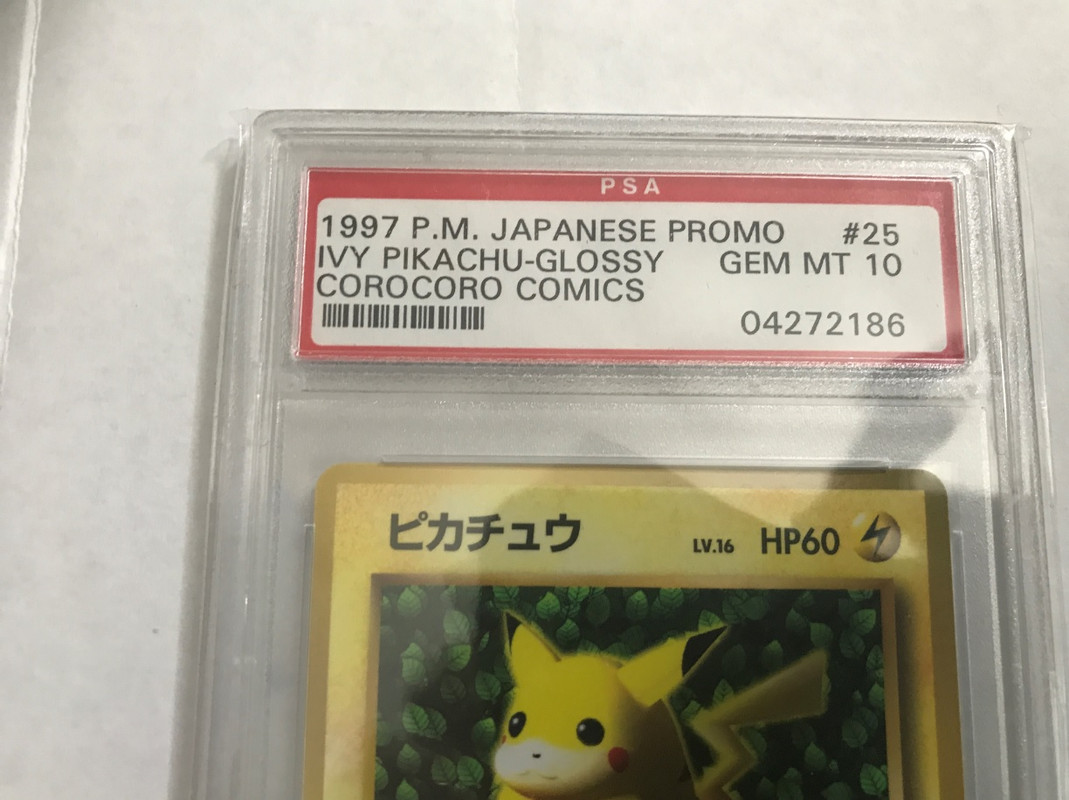 PSA
1997 P.M. JAPANESE PROMO #25
IVY PIKACHU-GLOSSY GEM MT 10
COROCORO COMICS
04272186
ピカチュウ LV.16 HP60